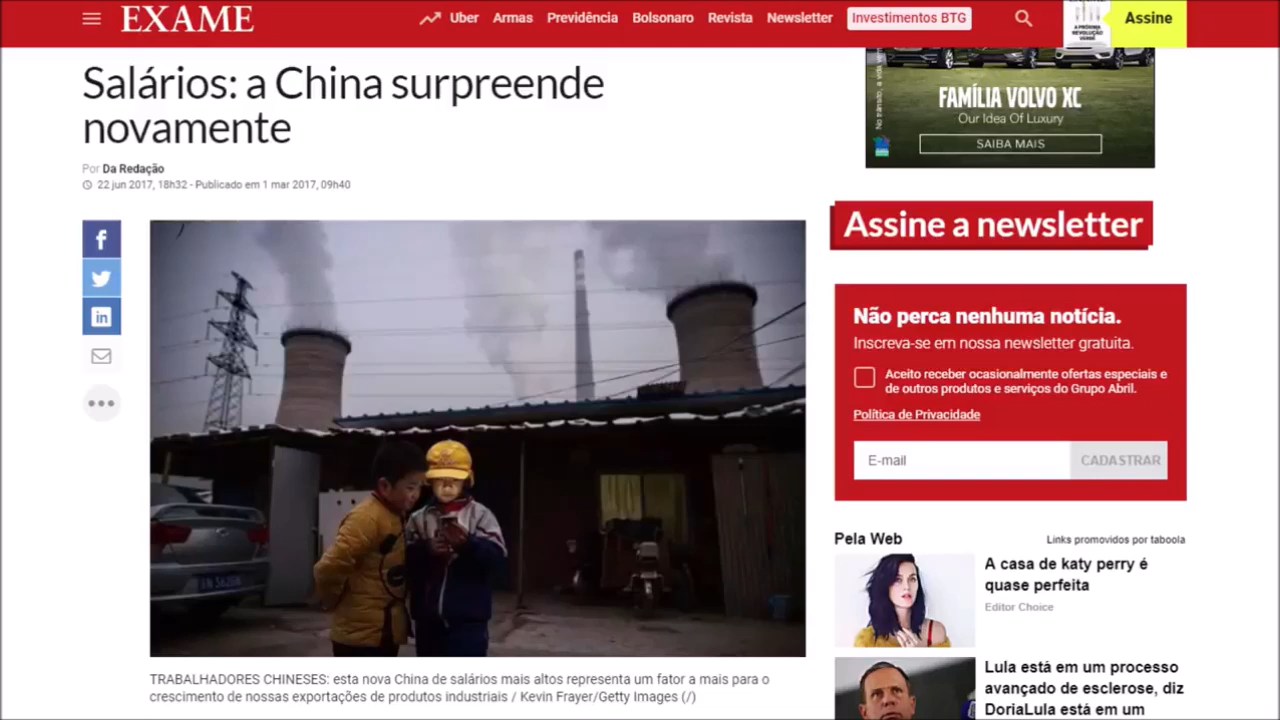 EXAME
Uber Armas Previdência Bolsonaro Revista Newsletter Investimentos BTG
Assine
Salários: a China surpreende
novamente
Por Da Redação
22 jun 2017, 18h32 - Publicado em 1 mar 2017, 09h40
TRABALHADORES CHINESES: esta nova China de salários mais altos representa um fator a mais para o
crescimento de nossas exportações de produtos industriais / Kevin Frayer/Getty Images (/)
FAMÍLIA VOLVO XC
Our Idea Of Luxury
SAIBA MAIS
Assine a newsletter
Não perca nenhuma notícia.
Inscreva-se em nossa newsletter gratuita.
Aceito receber ocasionalmente ofertas especiais e
de outros produtos e serviços do Grupo Abril.
Política de Privacidade
E-mail CADASTRAR
Pela Web Links promovidos por taboola
A casa de katy perry é
quase perfeita
Editor Choice
Lula está em um processo
avançado de esclerose, diz
DoriaLula está em um